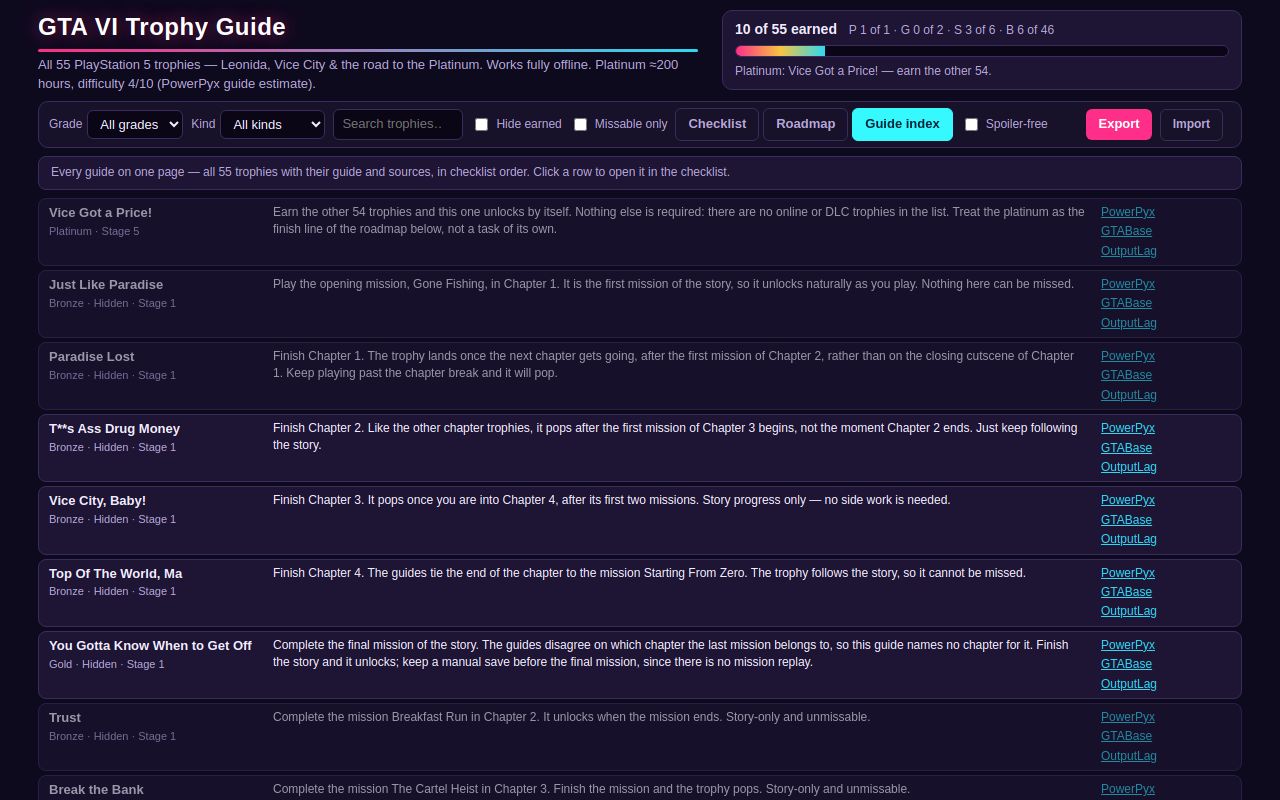 GTA VI Trophy Guide
All 55 PlayStation 5 trophies — Leonida, Vice City & the road to the Platinum. Works fully offline. Platinum ≈200
hours, difficulty 4/10 (PowerPyx guide estimate).
10 of 55 earned P 1 of 1 · G 0 of 2 · S 3 of 6 · B 6 of 46
Platinum: Vice Got a Price! — earn the other 54.
Grade All grades Kind All kinds Search trophies.. Hide earned Missable only Checklist Roadmap Guide index Spoiler-free Export Import
Every guide on one page — all 55 trophies with their guide and sources, in checklist order. Click a row to open it in the checklist.
Vice Got a Price!
Platinum · Stage 5
Earn the other 54 trophies and this one unlocks by itself. Nothing else is required: there are no online or DLC trophies in the list. Treat the platinum as the
finish line of the roadmap below, not a task of its own.
PowerPyx
GTABase
OutputLag
Just Like Paradise
Bronze · Hidden · Stage 1
Play the opening mission, Gone Fishing, in Chapter 1. It is the first mission of the story, so it unlocks naturally as you play. Nothing here can be missed.
PowerPyx
GTABase
OutputLag
Paradise Lost
Bronze · Hidden · Stage 1
Finish Chapter 1. The trophy lands once the next chapter gets going, after the first mission of Chapter 2, rather than on the closing cutscene of Chapter
1. Keep playing past the chapter break and it will pop.
PowerPyx
GTABase
OutputLag
T**s Ass Drug Money
Bronze · Hidden · Stage 1
Finish Chapter 2. Like the other chapter trophies, it pops after the first mission of Chapter 3 begins, not the moment Chapter 2 ends. Just keep following
the story.
PowerPyx
GTABase
OutputLag
Vice City, Baby!
Bronze · Hidden · Stage 1
Finish Chapter 3. It pops once you are into Chapter 4, after its first two missions. Story progress only — no side work is needed.
PowerPyx
GTABase
OutputLag
Top Of The World, Ma
Bronze · Hidden · Stage 1
Finish Chapter 4. The guides tie the end of the chapter to the mission Starting From Zero. The trophy follows the story, so it cannot be missed.
PowerPyx
GTABase
OutputLag
You Gotta Know When to Get Off
Gold · Hidden · Stage 1
Complete the final mission of the story. The guides disagree on which chapter the last mission belongs to, so this guide names no chapter for it. Finish
the story and it unlocks; keep a manual save before the final mission, since there is no mission replay.
PowerPyx
GTABase
OutputLag
Trust
Bronze · Hidden · Stage 1
Complete the mission Breakfast Run in Chapter 2. It unlocks when the mission ends. Story-only and unmissable.
PowerPyx
GTABase
OutputLag
Break the Bank
Complete the mission The Cartel Heist in Chapter 3. Finish the mission and the trophy pops. Story-only and unmissable.
PowerPyx